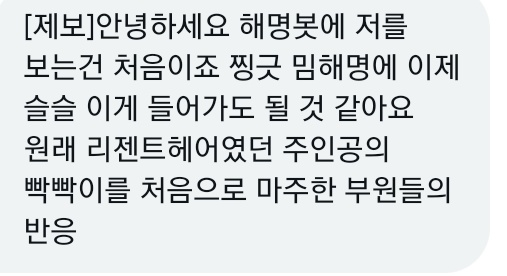 [제보]안녕하세요 해명봇에 저를
보는건 처음이죠 찡긋 밈해명에 이제
슬슬 이게 들어가도 될 것 같아요
원래 리젠트헤어였던 주인공의
빡빡이를 처음으로 마주한 부원들의
반응